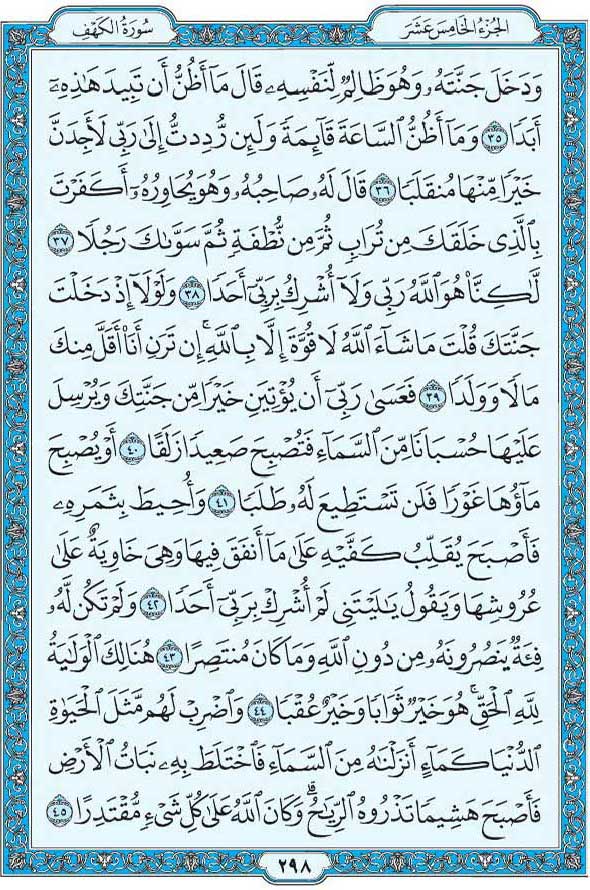 الجزء الخامس عشر
سورة الكهف
وَدَخَلَ جَنَّتَهُۥ وَهُوَ ظَالِمٌ لِّنَفْسِهِۦ قَالَ مَآ أَظُنُّ أَن تَبِيدَ هَٰذِهِۦٓ
أَبَدًا ٣٥ وَمَآ أَظُنُّ ٱلسَّاعَةَ قَآئِمَةً وَلَئِن رُّدِدتُّ إِلَىٰ رَبِّى لَأَجِدَنَّ
خَيْرًا مِّنْهَا مُنقَلَبًا ٣٦ قَالَ لَهُۥ صَاحِبُهُۥ وَهُوَ يُحَاوِرُهُۥٓ أَكَفَرْتَ
بِٱلَّذِى خَلَقَكَ مِن تُرَابٍ ثُمَّ مِن نُّطْفَةٍ ثُمَّ سَوَّىٰكَ رَجُلًا ٣٧
لَّٰكِنَّا۠ هُوَ ٱللَّهُ رَبِّى وَلَآ أُشْرِكُ بِرَبِّىٓ أَحَدًا ٣٨ وَلَوْلَآ إِذْ دَخَلْتَ
جَنَّتَكَ قُلْتَ مَا شَآءَ ٱللَّهُ لَا قُوَّةَ إِلَّا بِٱللَّهِ ۚ إِن تَرَنِ أَنَا۠ أَقَلَّ مِنكَ
مَالًا وَوَلَدًا ٣٩ فَعَسَىٰ رَبِّىٓ أَن يُؤْتِيَنِ خَيْرًا مِّن جَنَّتِكَ وَيُرْسِلَ
عَلَيْهَا حُسْبَانًا مِّنَ ٱلسَّمَآءِ فَتُصْبِحَ صَعِيدًا زَلَقًا ٤٠ أَوْ يُصْبِحَ
مَآؤُهَا غَوْرًا فَلَن تَسْتَطِيعَ لَهُۥ طَلَبًا ٤١ وَأُحِيطَ بِثَمَرِهِۦ
فَأَصْبَحَ يُقَلِّبُ كَفَّيْهِ عَلَىٰ مَآ أَنفَقَ فِيهَا وَهِىَ خَاوِيَةٌ عَلَىٰ
عُرُوشِهَا وَيَقُولُ يَٰلَيْتَنِى لَمْ أُشْرِكْ بِرَبِّىٓ أَحَدًا ٤٢ وَلَمْ تَكُن لَّهُۥ
فِئَةٌ يَنصُرُونَهُۥ مِن دُونِ ٱللَّهِ وَمَا كَانَ مُنتَصِرًا ٤٣ هُنَالِكَ ٱلْوَلَٰيَةُ
لِلَّهِ ٱلْحَقِّ ۚ هُوَ خَيْرٌ ثَوَابًا وَخَيْرٌ عُقْبًا ٤٤ وَٱضْرِبْ لَهُم مَّثَلَ ٱلْحَيَوٰةِ
ٱلدُّنْيَا كَمَآءٍ أَنزَلْنَٰهُ مِنَ ٱلسَّمَآءِ فَٱخْتَلَطَ بِهِۦ نَبَاتُ ٱلْأَرْضِ
فَأَصْبَحَ هَشِيمًا تَذْرُوهُ ٱلرِّيَٰحُ ۗ وَكَانَ ٱللَّهُ عَلَىٰ كُلِّ شَىْءٍ مُّقْتَدِرًا ٤٥
٢٩٨